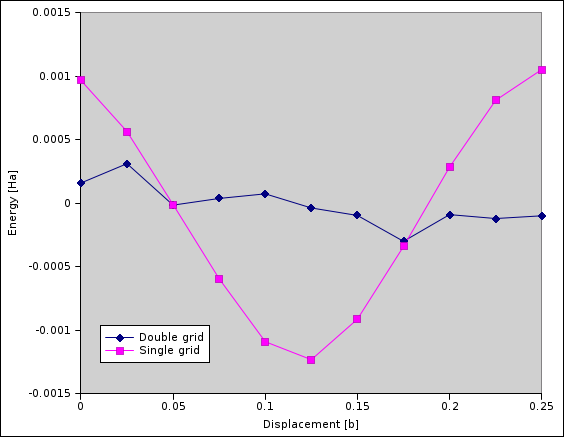 0.0015
0.001
0.0005
0
-0.0005
-0.001
-0.0015
Energy [Ha]
Double grid
Single grid
0 0.05 0.1 0.15 0.2 0.25
Displacement [b]